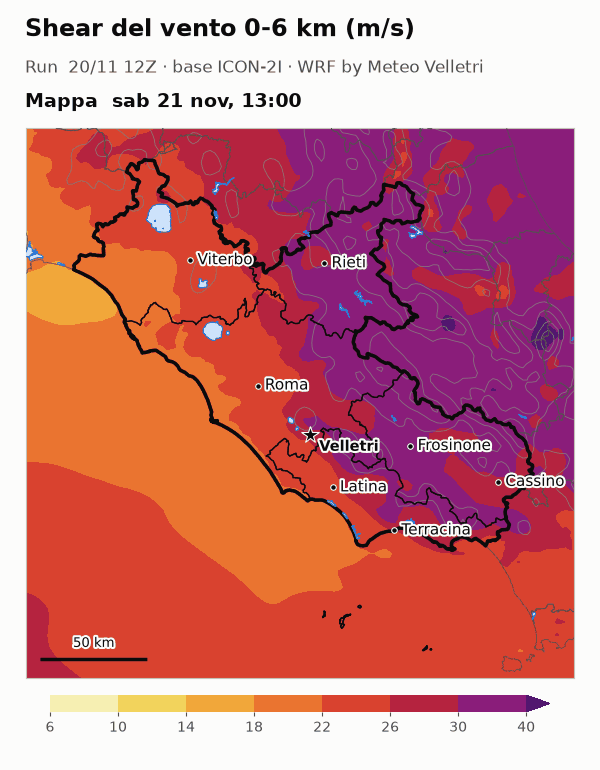 Shear del vento 0-6 km (m/s)
Run  20/11 12Z · base ICON-2I · WRF by Meteo Velletri
Mappa  sab 21 nov, 13:00
Viterbo
Rieti
Roma
Velletri
Frosinone
Cassino
Latina
Terracina
50 km
6 10 14 18 22 26 30 40